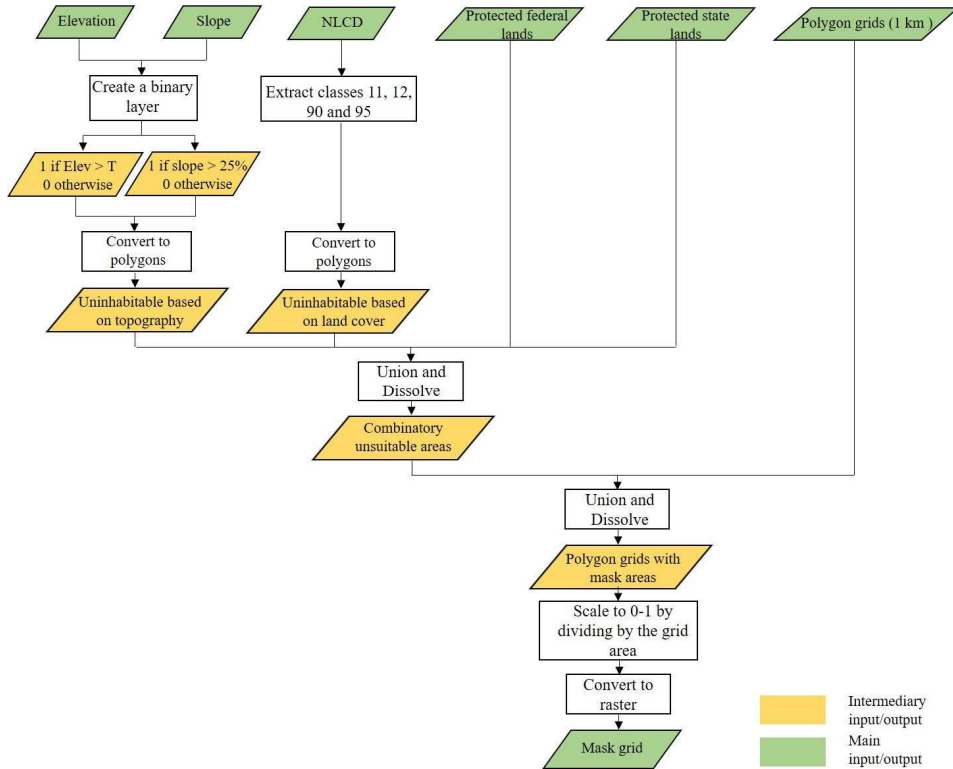 Elevation
Slope
NLCD
Protected federal
lands
Protected state
lands
Polygon grids (1 km )
Create a binary
layer
Extract classes 11, 12,
90 and 95
1 if Elev > T
0 otherwise
1 if slope > 25%
0 otherwise
Convert to
polygons
Convert to
polygons
Uninhabitable based
on topography
Uninhabitable based
on land cover
Union and
Dissolve
Combinatory
unsuitable areas
Union and
Dissolve
Polygon grids with
mask areas
Scale to 0-1 by
dividing by the grid
area
Convert to
raster
Mask grid
Intermediary
input/output
Main
input/output